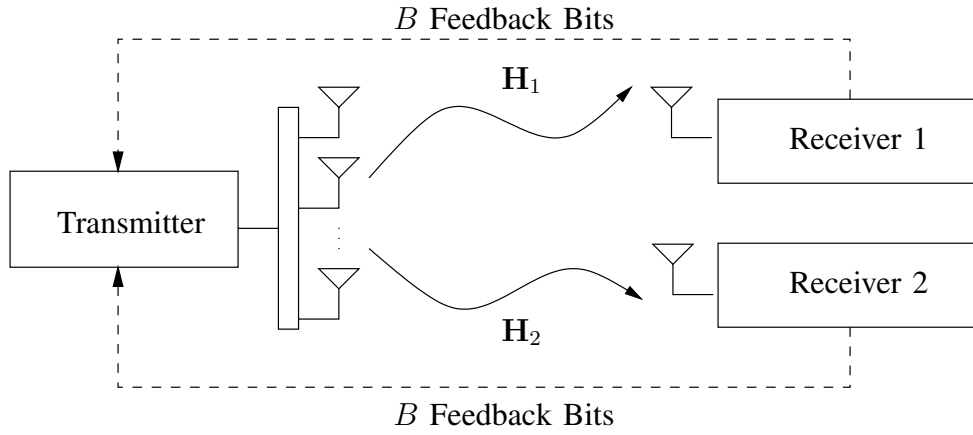 B Feedback Bits
H₁
Receiver 1
Transmitter
Receiver 2
H₂
B Feedback Bits